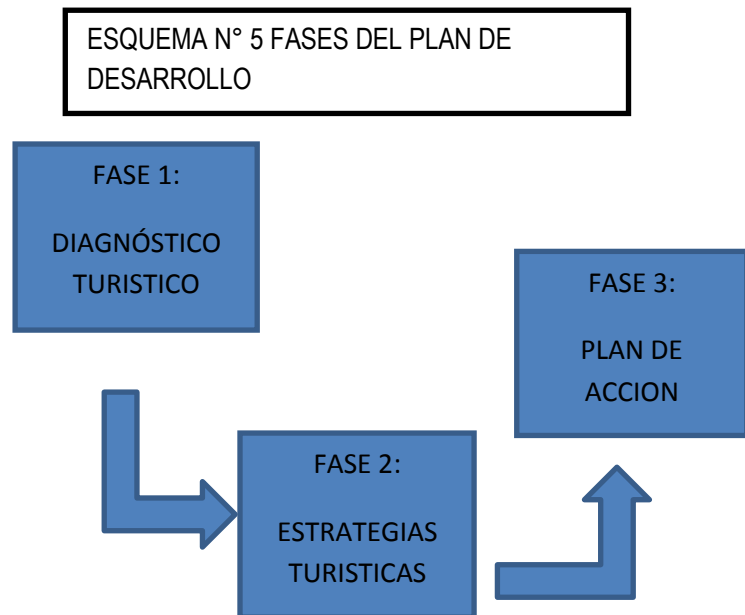 ESQUEMA N° 5 FASES DEL PLAN DE
DESARROLLO
FASE 1:
DIAGNÓSTICO
TURISTICO
FASE 2:
ESTRATEGIAS
TURISTICAS
FASE 3:
PLAN DE
ACCION